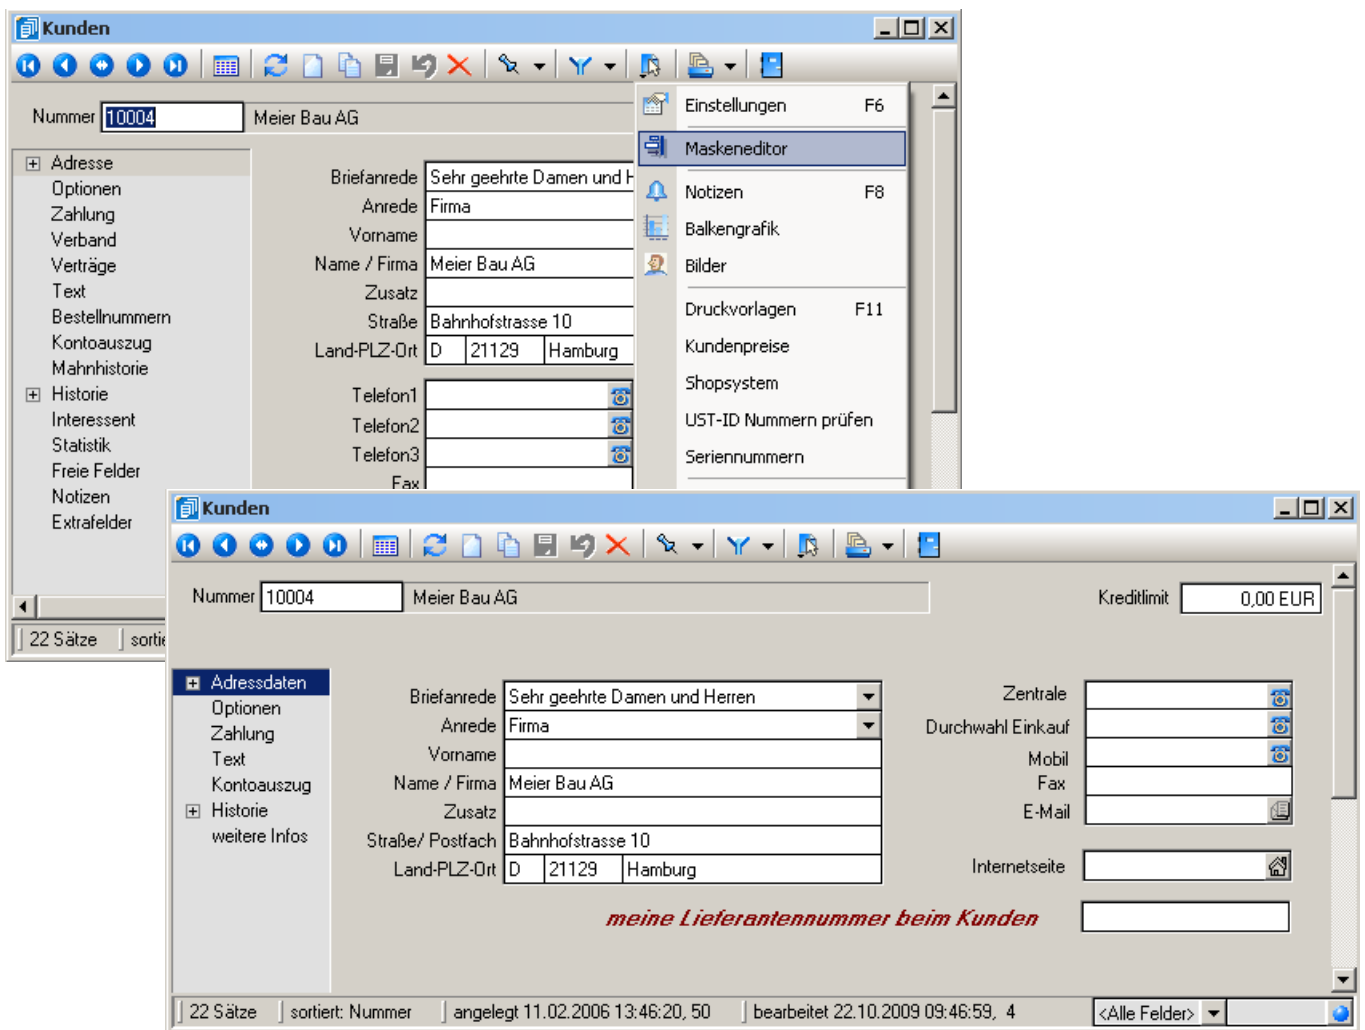 Kunden
Nummer 10004 Meier Bau AG
Adresse
Optionen
Zahlung
Verband
Verträge
Text
Bestellnummern
Kontoauszug
Mahnhistorie
Historie
Interessent
Statistik
Freie Felder
Notizen
Extrafelder
Briefanrede Sehr geehrte Damen und H
Anrede Firma
Vorname
Name / Firma Meier Bau AG
Zusatz
Straße Bahnhofstrasse 10
Land-PLZ-Ort D 21129 Hamburg
Telefon1
Telefon2
Telefon3
Fax
Einstellungen F6
Maskeneditor
Notizen F8
Balkengrafik
Bilder
Druckvorlagen F11
Kundenpreise
Shopsystem
UST-ID Nummern prüfen
Seriennummern
22 Sätze sortie
Kunden
Nummer 10004 Meier Bau AG Kreditlimit 0,00 EUR
Adressdaten
Optionen
Zahlung
Text
Kontoauszug
Historie
weitere Infos
Briefanrede Sehr geehrte Damen und Herren
Anrede Firma
Vorname
Name / Firma Meier Bau AG
Zusatz
Straße/ Postfach Bahnhofstrasse 10
Land-PLZ-Ort D 21129 Hamburg
Zentrale
Durchwahl Einkauf
Mobil
Fax
E-Mail
Internetseite
meine Lieferantennummer beim Kunden
22 Sätze sortiert: Nummer angelegt 11.02.2006 13:46:20, 50 bearbeitet 22.10.2009 09:46:59, 4 <Alle Felder>